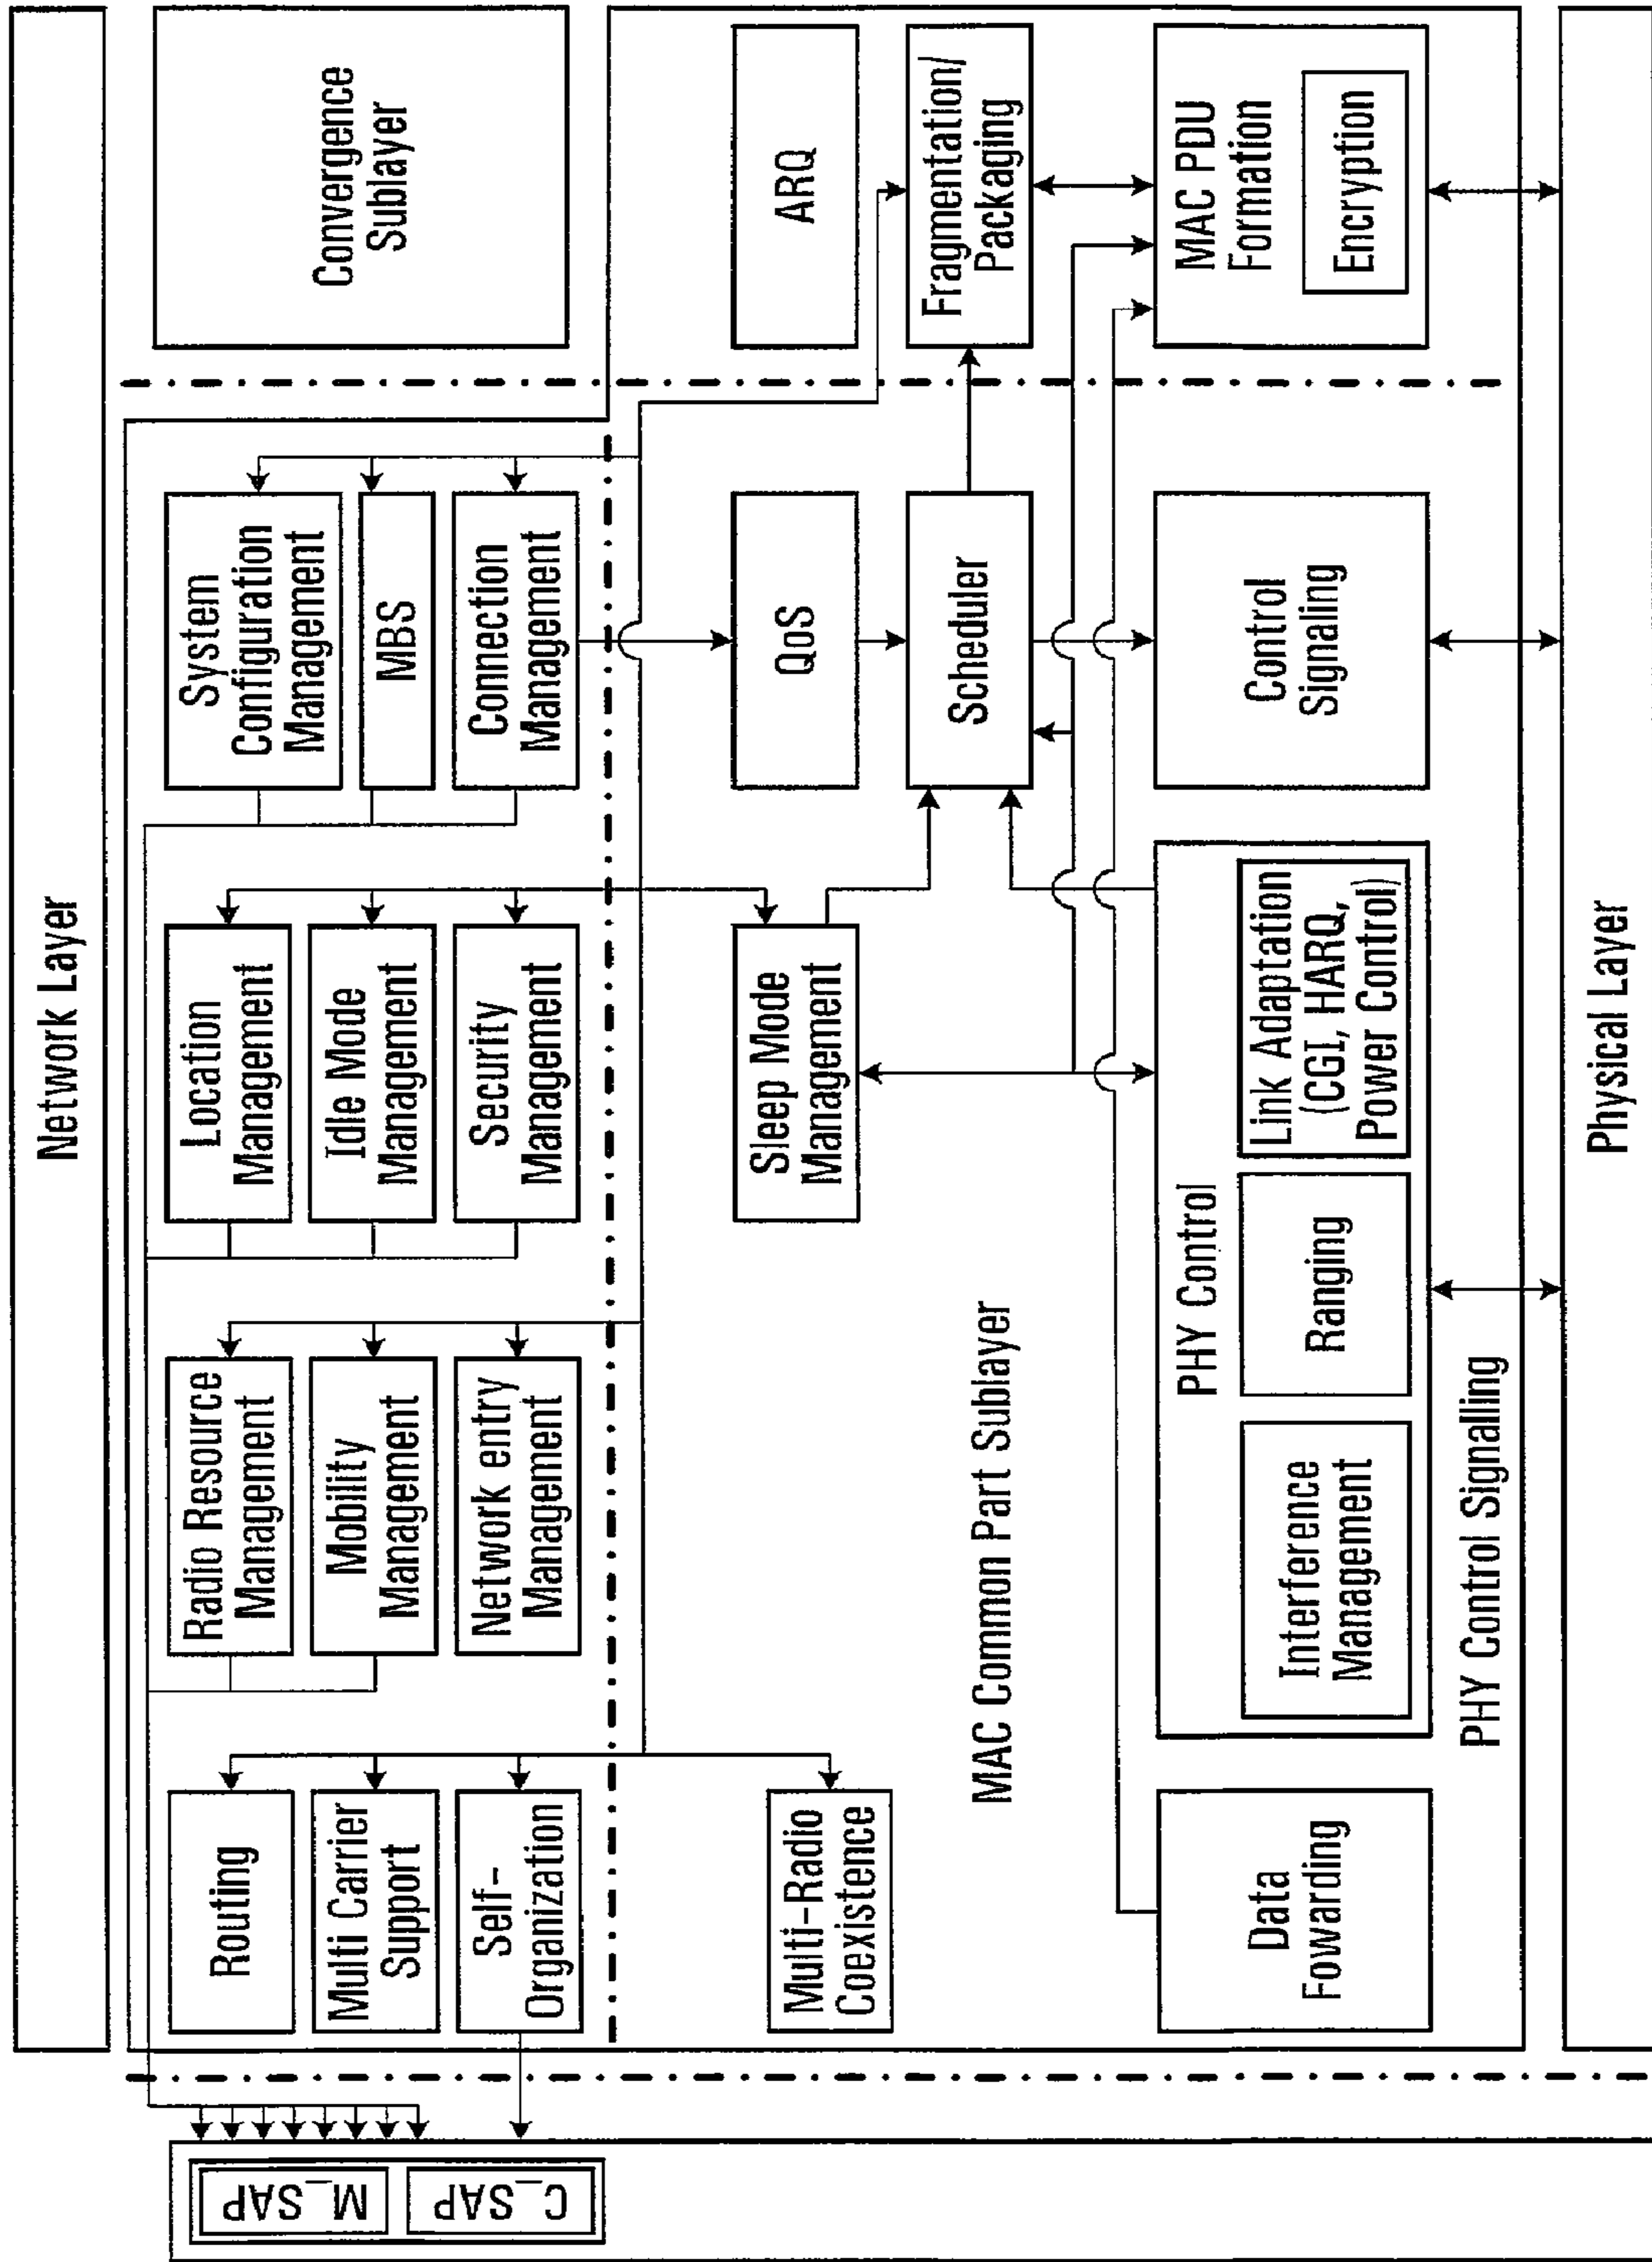 Network Layer
M_SAP
C_SAP
Routing
Multi Carrier
Support
Self-
Organization
Radio Resource
Management
Mobility
Management
Network entry
Management
Location
Management
Idle Mode
Management
Security
Management
System
Configuration
Management
MBS
Connection
Management
Convergence
Sublayer
Multi-Radio
Coexistence
Sleep Mode
Management
QoS
ARQ
MAC Common Part Sublayer
Scheduler
Fragmentation/
Packaging
Data
Fowarding
PHY Control
Interference
Management
Ranging
Link Adaptation
(CGI, HARQ,
Power Control)
Control
Signaling
MAC PDU
Formation
Encryption
PHY Control Signalling
Physical Layer